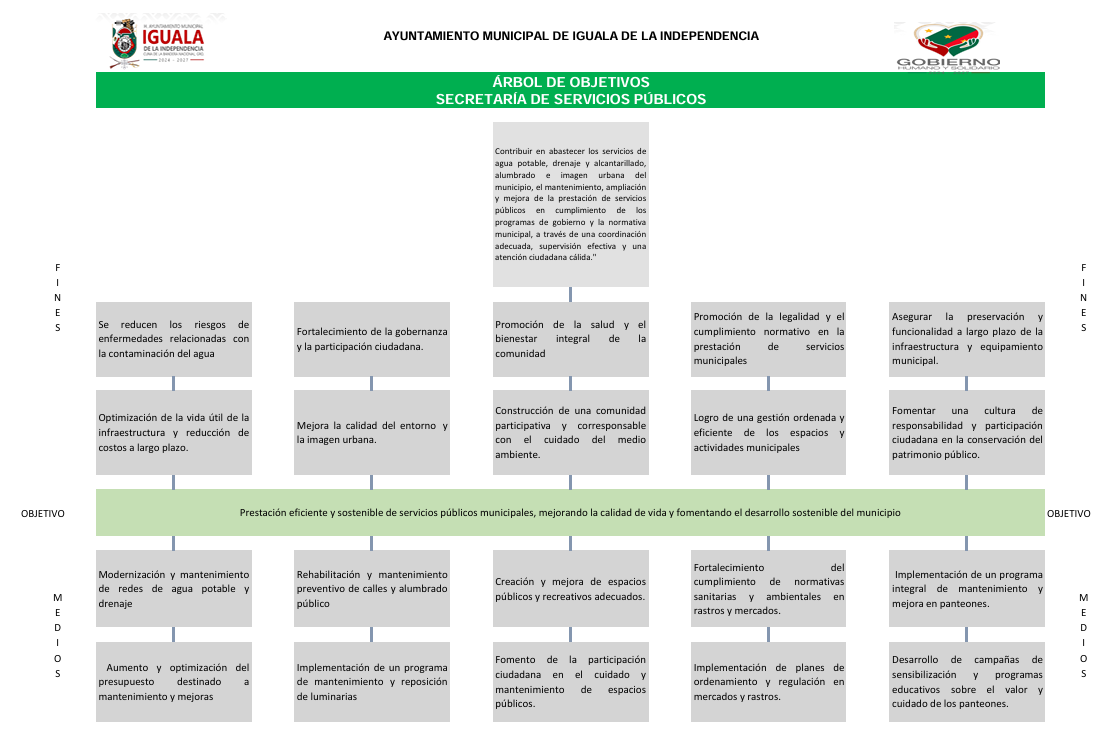 H. AYUNTAMIENTO MUNICIPAL
IGUALA
DE LA INDEPENDENCIA
2024 - 2027
AYUNTAMIENTO MUNICIPAL DE IGUALA DE LA INDEPENDENCIA
GOBIERNO
HUMANO Y SOLIDARIO
ÁRBOL DE OBJETIVOS
SECRETARÍA DE SERVICIOS PÚBLICOS
Contribuir en abastecer los servicios de
agua potable, drenaje y alcantarillado,
alumbrado e imagen urbana del
municipio, el mantenimiento, ampliación
y mejora de la prestación de servicios
públicos en cumplimiento de los
programas de gobierno y la normativa
municipal, a través de una coordinación
adecuada, supervisión efectiva y una
atención ciudadana cálida."
F
I
N
E
S
F
I
N
E
S
Se reducen los riesgos de
enfermedades relacionadas con
la contaminación del agua
Fortalecimiento de la gobernanza
y la participación ciudadana.
Promoción de la salud y el
bienestar integral de la
comunidad
Promoción de la legalidad y el
cumplimiento normativo en la
prestación de servicios
municipales
Asegurar la preservación y
funcionalidad a largo plazo de la
infraestructura y equipamiento
municipal.
Optimización de la vida útil de la
infraestructura y reducción de
costos a largo plazo.
Mejora la calidad del entorno y
la imagen urbana.
Construcción de una comunidad
participativa y corresponsable
con el cuidado del medio
ambiente.
Logro de una gestión ordenada y
eficiente de los espacios y
actividades municipales
Fomentar una cultura de
responsabilidad y participación
ciudadana en la conservación del
patrimonio público.
OBJETIVO
Prestación eficiente y sostenible de servicios públicos municipales, mejorando la calidad de vida y fomentando el desarrollo sostenible del municipio
OBJETIVO
M
E
D
I
O
S
M
E
D
I
O
S
Modernización y mantenimiento
de redes de agua potable y
drenaje
Rehabilitación y mantenimiento
preventivo de calles y alumbrado
público
Creación y mejora de espacios
públicos y recreativos adecuados.
Fortalecimiento del
cumplimiento de normativas
sanitarias y ambientales en
rastros y mercados.
Implementación de un programa
integral de mantenimiento y
mejora en panteones.
Aumento y optimización del
presupuesto destinado a
mantenimiento y mejoras
Implementación de un programa
de mantenimiento y reposición
de luminarias
Fomento de la participación
ciudadana en el cuidado y
mantenimiento de espacios
públicos.
Implementación de planes de
ordenamiento y regulación en
mercados y rastros.
Desarrollo de campañas de
sensibilización y programas
educativos sobre el valor y
cuidado de los panteones.